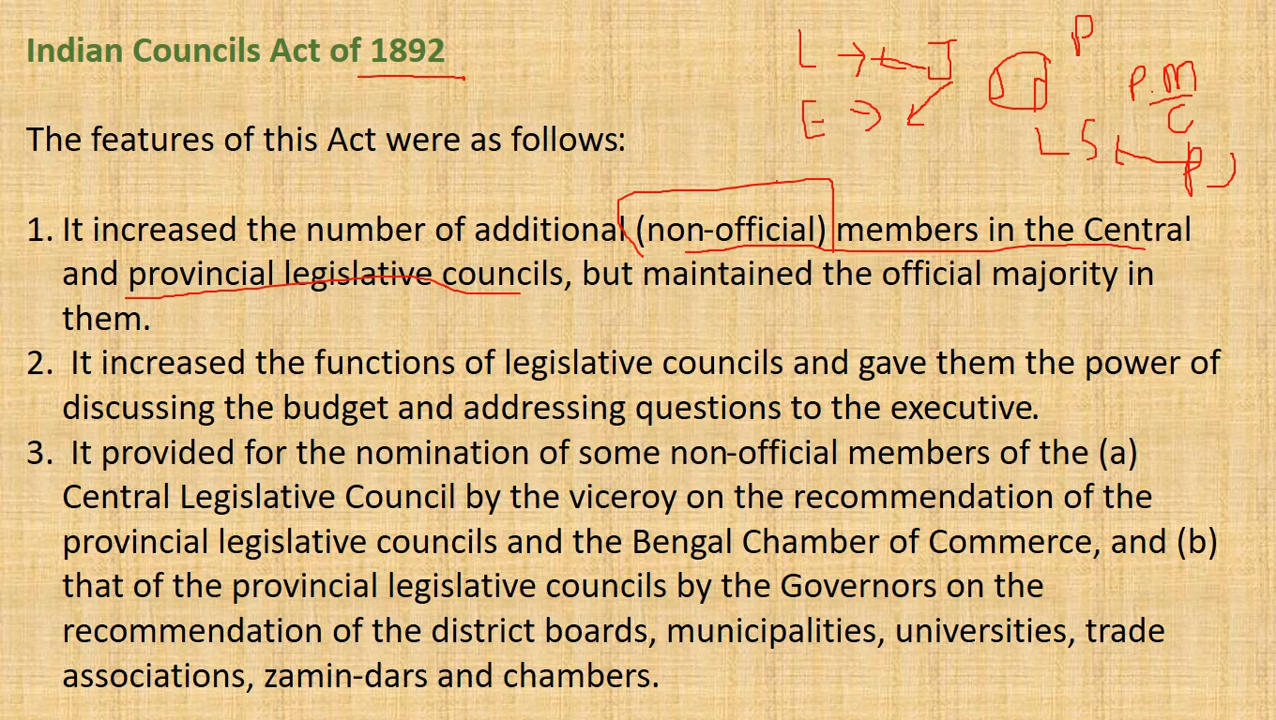 Indian Councils Act of 1892
L → t J
P
P.M
E ⇒
C
LS
P
The features of this Act were as follows:
1. It increased the number of additional (non-official) members in the Central
and provincial legislative councils, but maintained the official majority in
them.
2. It increased the functions of legislative councils and gave them the power of
discussing the budget and addressing questions to the executive.
3. It provided for the nomination of some non-official members of the (a)
Central Legislative Council by the viceroy on the recommendation of the
provincial legislative councils and the Bengal Chamber of Commerce, and (b)
that of the provincial legislative councils by the Governors on the
recommendation of the district boards, municipalities, universities, trade
associations, zamin-dars and chambers.